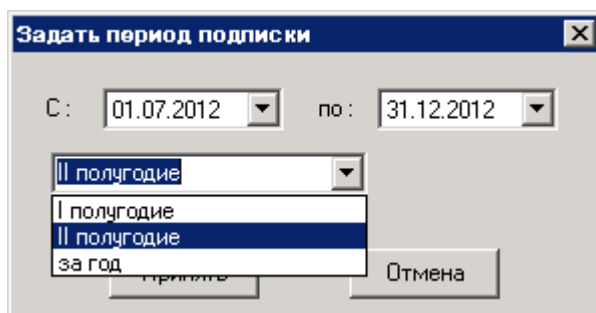 Задать период подписки
С : 01.07.2012 по : 31.12.2012
II полугодие
I полугодие
II полугодие
за год
Отмена